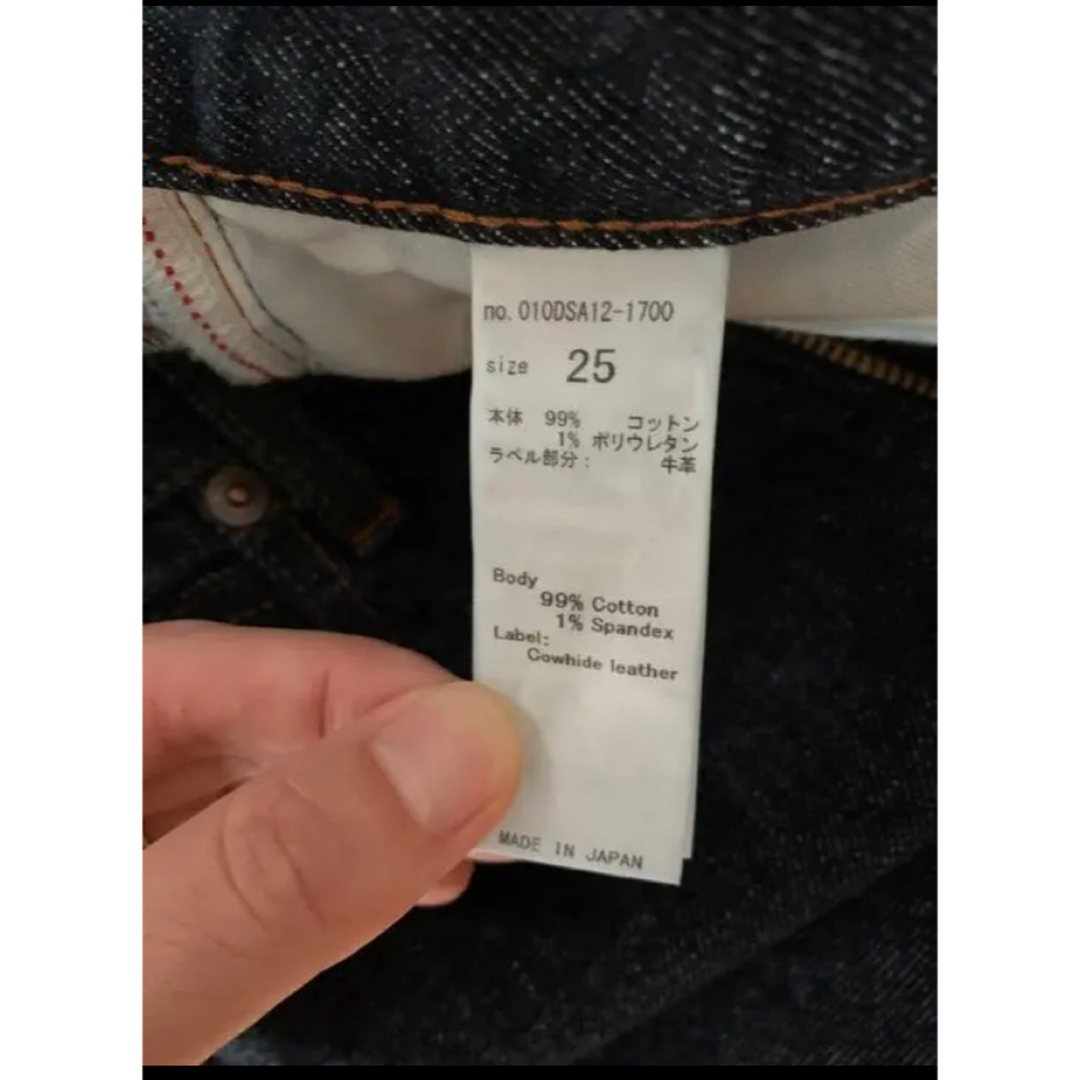 no. 010DSA12-1700
size 25
本体 99% コットン
1% ポリウレタン
ラベル部分: 牛革
Body
99% Cotton
1% Spandex
Label:
Cowhide leather
MADE IN JAPAN